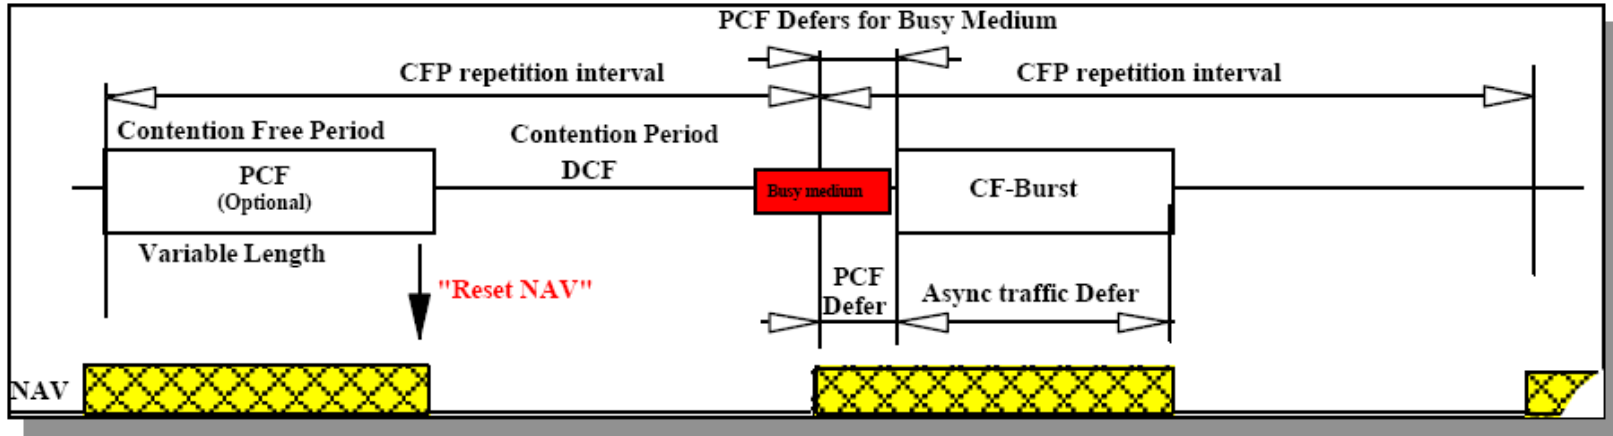 PCF Defers for Busy Medium
CFP repetition interval
CFP repetition interval
Contention Free Period
Contention Period
PCF
(Optional)
DCF
Busy medium
CF-Burst
Variable Length
"Reset NAV"
PCF
Defer
Async traffic Defer
NAV